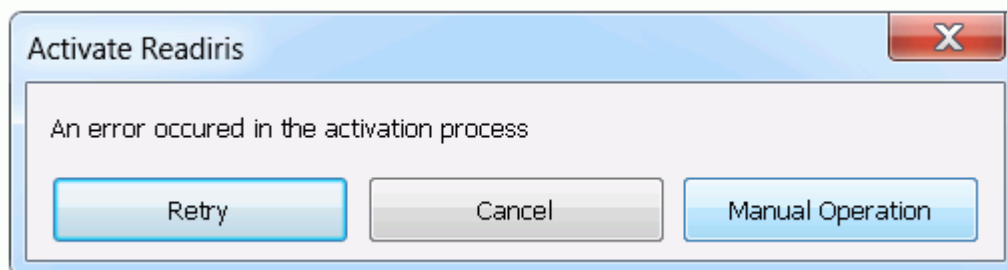 Activate Readiris
An error occured in the activation process
Retry Cancel Manual Operation